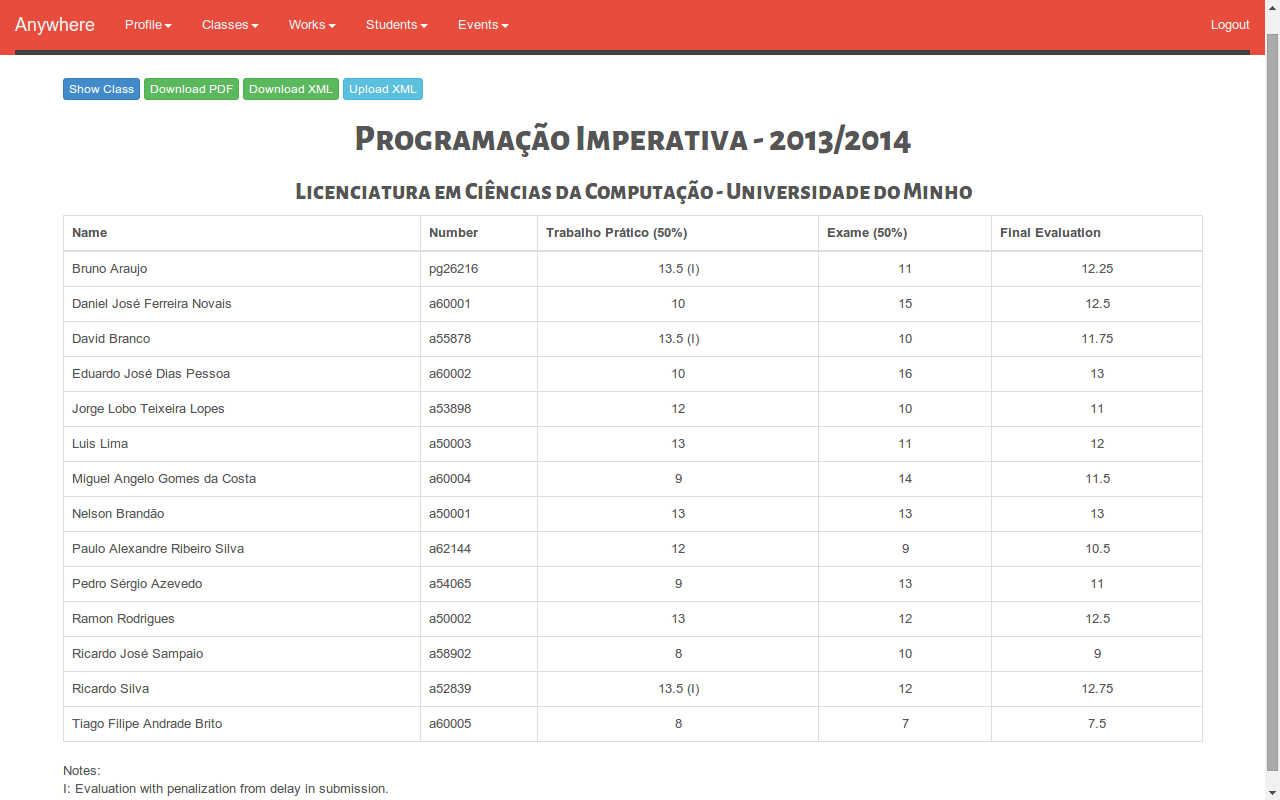 Anywhere Profile Classes Works Students Events Logout
Show Class Download PDF Download XML Upload XML
Programação Imperativa - 2013/2014
Licenciatura em Ciências da Computação - Universidade do Minho
Name Number Trabalho Prático (50%) Exame (50%) Final Evaluation
Bruno Araujo pg26216 13.5 (I) 11 12.25
Daniel José Ferreira Novais a60001 10 15 12.5
David Branco a55878 13.5 (I) 10 11.75
Eduardo José Dias Pessoa a60002 10 16 13
Jorge Lobo Teixeira Lopes a53898 12 10 11
Luis Lima a50003 13 11 12
Miguel Angelo Gomes da Costa a60004 9 14 11.5
Nelson Brandão a50001 13 13 13
Paulo Alexandre Ribeiro Silva a62144 12 9 10.5
Pedro Sérgio Azevedo a54065 9 13 11
Ramon Rodrigues a50002 13 12 12.5
Ricardo José Sampaio a58902 8 10 9
Ricardo Silva a52839 13.5 (I) 12 12.75
Tiago Filipe Andrade Brito a60005 8 7 7.5
Notes:
I: Evaluation with penalization from delay in submission.